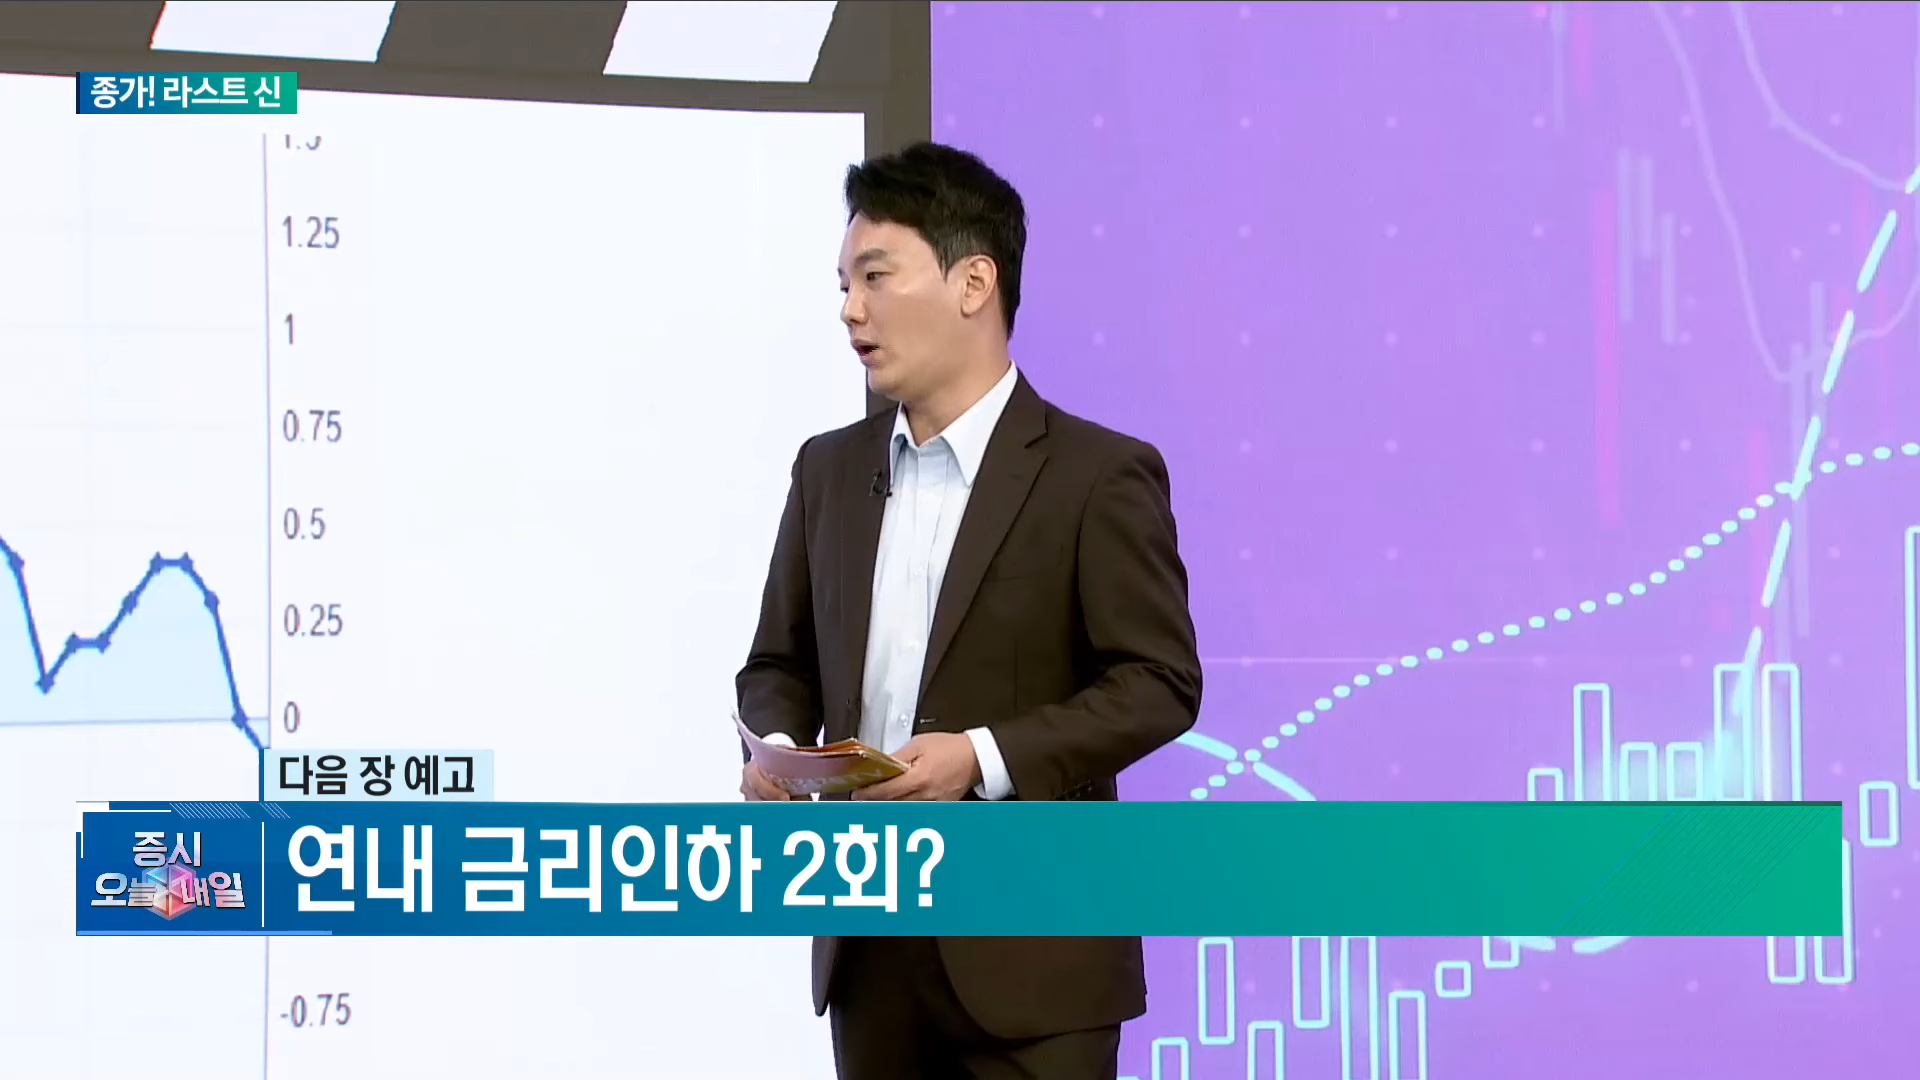 종가! 라스트 신
1.25
1
0.75
0.5
0.25
0
-0.75
다음 장 예고
증시
오늘 내일
연내 금리인하 2회?